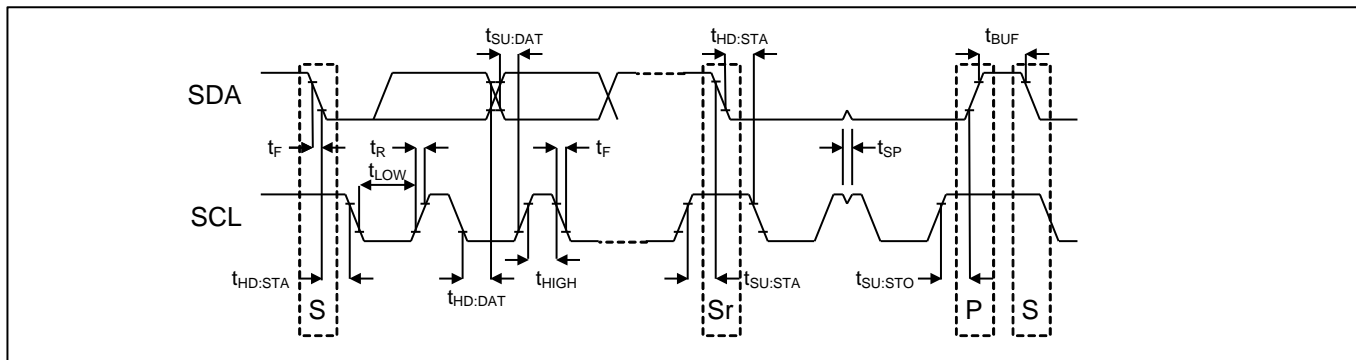 tSU:DAT
tHD:STA
tBUF
SDA
tF
tR
tF
tSP
tLOW
SCL
tHD:STA
tHD:DAT
tHIGH
tSU:STA
tSU:STO
S
Sr
P
S